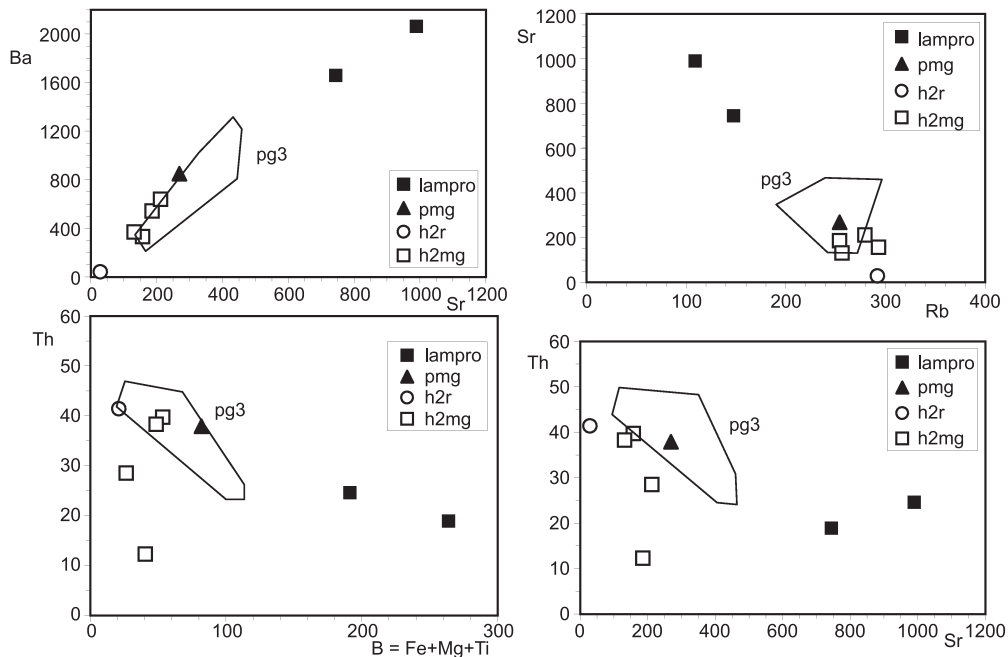 Ba
2000
1600
1200
800
400
0
0 200 400 600 800 1000 1200
Sr
pg3
lampro
pmg
h2r
h2mg
Sr
1200
1000
800
600
400
200
0
0 100 200 300 400
Rb
pg3
lampro
pmg
h2r
h2mg
Th
60
50
40
30
20
10
0
0 100 200 300
B = Fe+Mg+Ti
pg3
lampro
pmg
h2r
h2mg
Th
60
50
40
30
20
10
0
0 200 400 600 800 1000 1200
Sr
pg3
lampro
pmg
h2r
h2mg